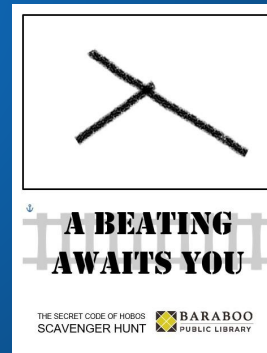 A BEATING
AWAITS YOU
THE SECRET CODE OF HOBOS
SCAVENGER HUNT
BARABOO
PUBLIC LIBRARY